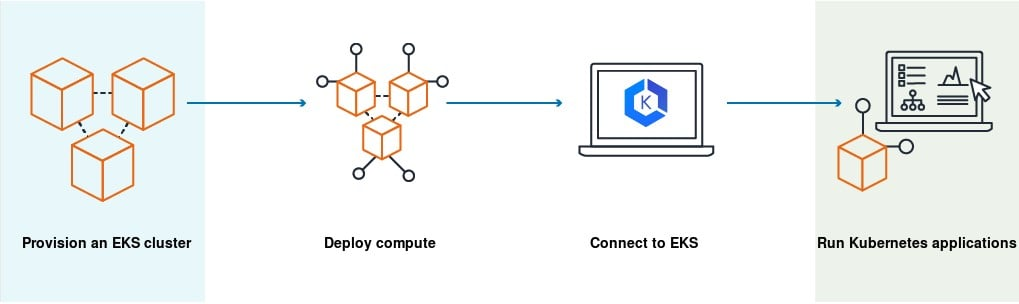 K
Provision an EKS cluster
Deploy compute
Connect to EKS
Run Kubernetes applications